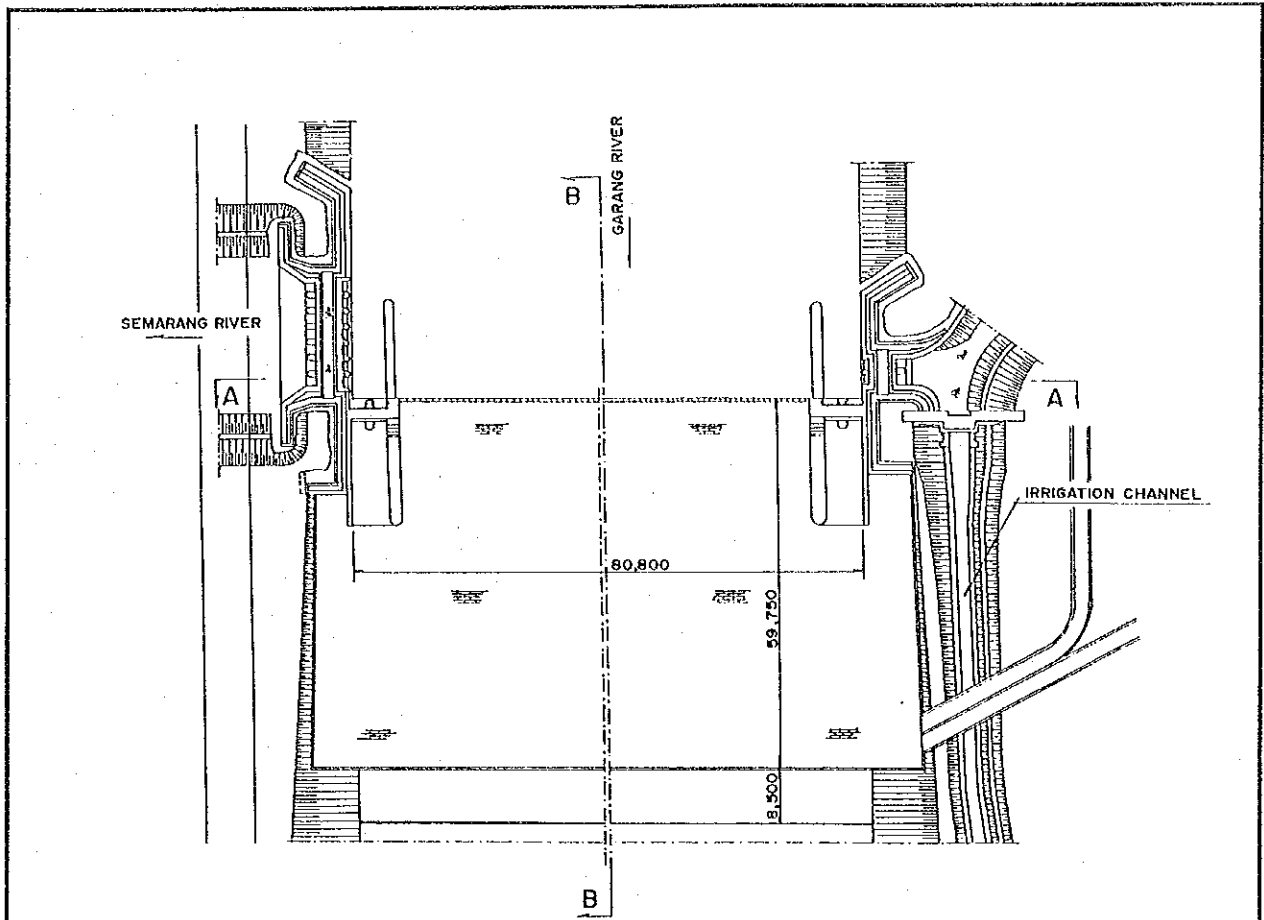 GARANG RIVER
B
SEMARANG RIVER
A
A
IRRIGATION CHANNEL
80,800
59,750
8,500
B